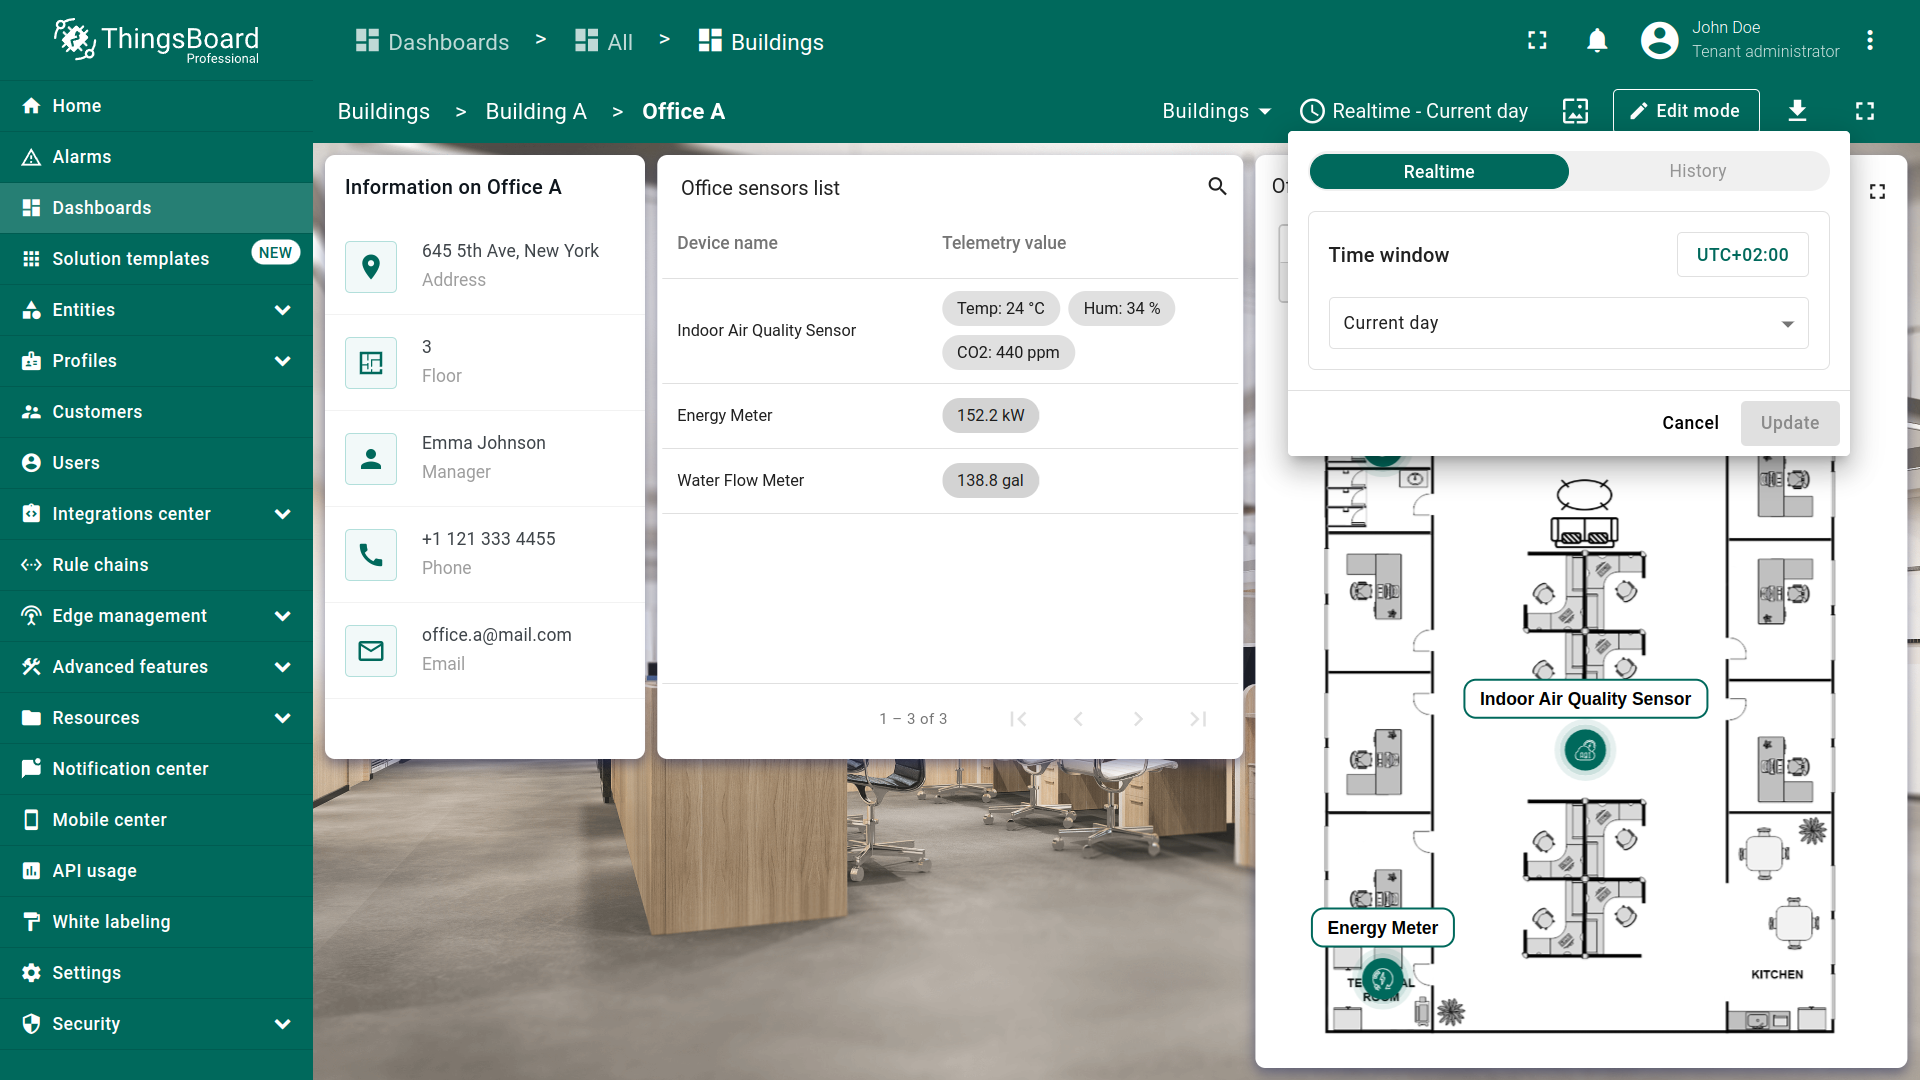 ThingsBoard
Professional
Dashboards > All > Buildings
John Doe
Tenant administrator
Buildings > Building A > Office A
Buildings
Realtime - Current day
Edit mode
Home
Alarms
Dashboards
Solution templates
NEW
Entities
Profiles
Customers
Users
Integrations center
Rule chains
Edge management
Advanced features
Resources
Notification center
Mobile center
API usage
White labeling
Settings
Security
Information on Office A
645 5th Ave, New York
Address
3
Floor
Emma Johnson
Manager
+1 121 333 4455
Phone
office.a@mail.com
Email
Office sensors list
Device name Telemetry value
Indoor Air Quality Sensor
Temp: 24 °C Hum: 34 %
CO2: 440 ppm
Energy Meter 152.2 kW
Water Flow Meter 138.8 gal
1 – 3 of 3
Realtime History
Time window
UTC+02:00
Current day
Cancel Update
Indoor Air Quality Sensor
Energy Meter
ROOM
KITCHEN